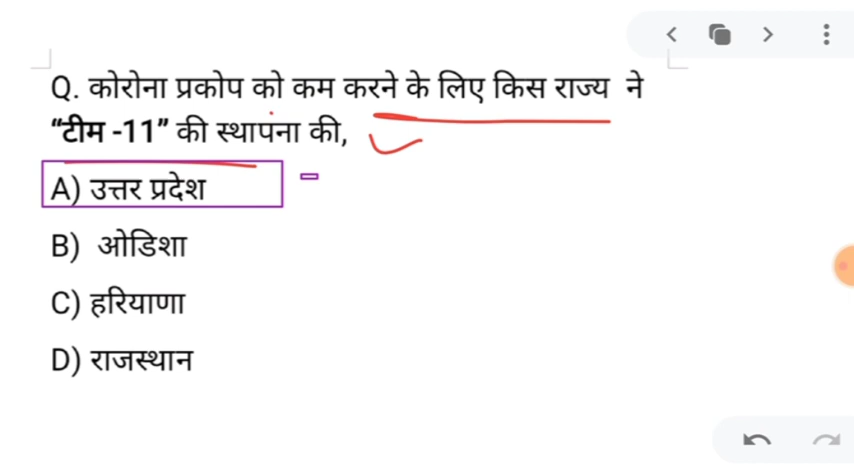 Q. कोरोना प्रकोप को कम करने के लिए किस राज्य ने
“टीम -11” की स्थापना की,
A) उत्तर प्रदेश
B) ओडिशा
C) हरियाणा
D) राजस्थान